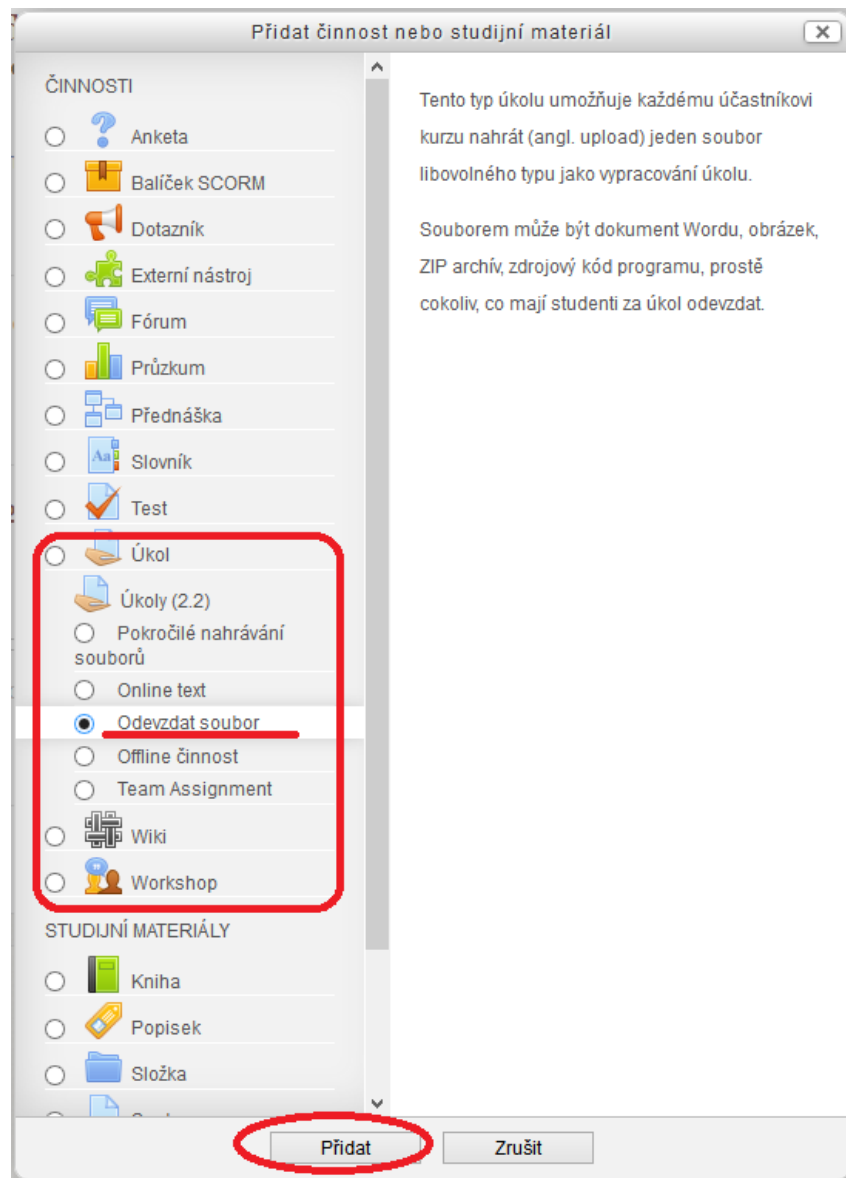 Přidat činnost nebo studijní materiál
ČINNOSTI
Anketa
Balíček SCORM
Dotazník
Externí nástroj
Fórum
Průzkum
Přednáška
Slovník
Test
Úkol
Úkoly (2.2)
Pokročilé nahrávání
souborů
Online text
Odevzdat soubor
Offline činnost
Team Assignment
Wiki
Workshop
STUDIJNÍ MATERIÁLY
Kniha
Popisek
Složka
Tento typ úkolu umožňuje každému účastníkovi
kurzu nahrát (angl. upload) jeden soubor
libovolného typu jako vypracování úkolu.
Souborem může být dokument Wordu, obrázek,
ZIP archív, zdrojový kód programu, prostě
cokoliv, co mají studenti za úkol odevzdat.
Přidat
Zrušit